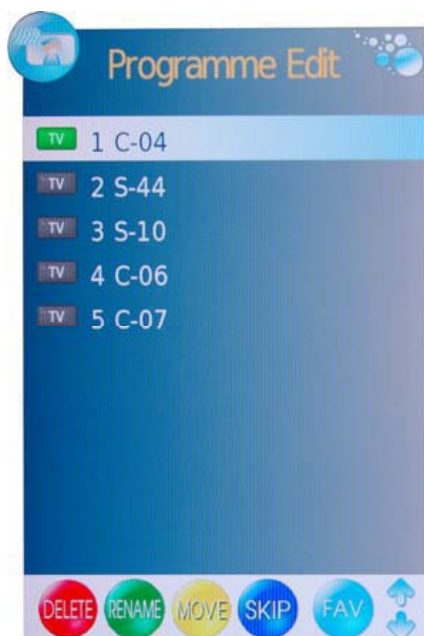 Programme Edit
TV 1 C-04
TV 2 S-44
TV 3 S-10
TV 4 C-06
TV 5 C-07
DELETE RENAME MOVE SKIP FAV